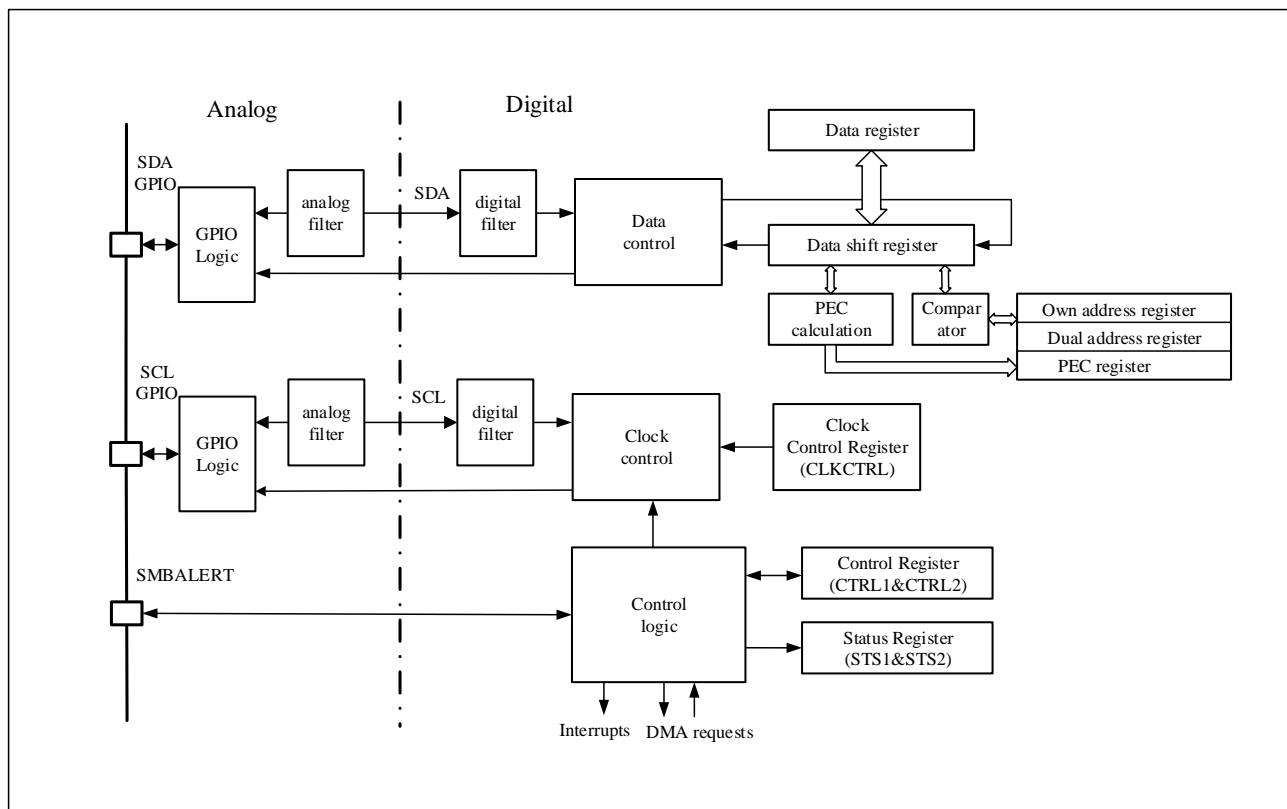 Analog
Digital
Data register
SDA
GPIO
analog
filter
SDA
digital
filter
GPIO
Logic
Data
control
Data shift register
PEC
calculation
Compar
ator
Own address register
Dual address register
PEC register
SCL
GPIO
analog
filter
SCL
digital
filter
GPIO
Logic
Clock
control
Clock
Control Register
(CLKCTRL)
SMBALERT
Control
logic
Control Register
(CTRL1&CTRL2)
Status Register
(STS1&STS2)
Interrupts
DMA requests